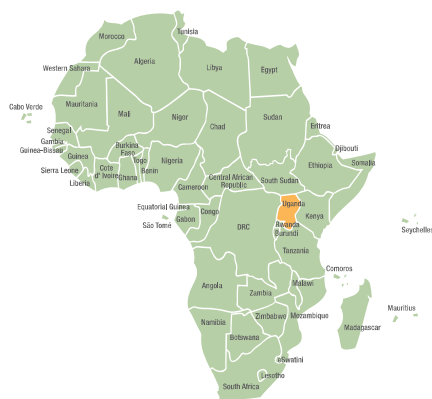 Tunisia
Morocco
Algeria
Libya
Egypt
Western Sahara
Cabo Verde
Mauritania
Mali
Niger
Chad
Sudan
Eritrea
Senegal
Gambia
Guinea-Bissau
Guinea
Burkina
Faso
Djibouti
Sierra Leone
Liberia
Cote
d' Ivoire
Ghana
Togo
Benin
Nigeria
Ethiopia
Somalia
Cameroon
Central African
Republic
South Sudan
Equatorial Guinea
São Tomé
Gabon
Congo
DRC
Uganda
Kenya
Rwanda
Burundi
Seychelles
Tanzania
Comoros
Angola
Zambia
Malawi
Mozambique
Mauritius
Madagascar
Namibia
Zimbabwe
Botswana
eSwatini
Lesotho
South Africa